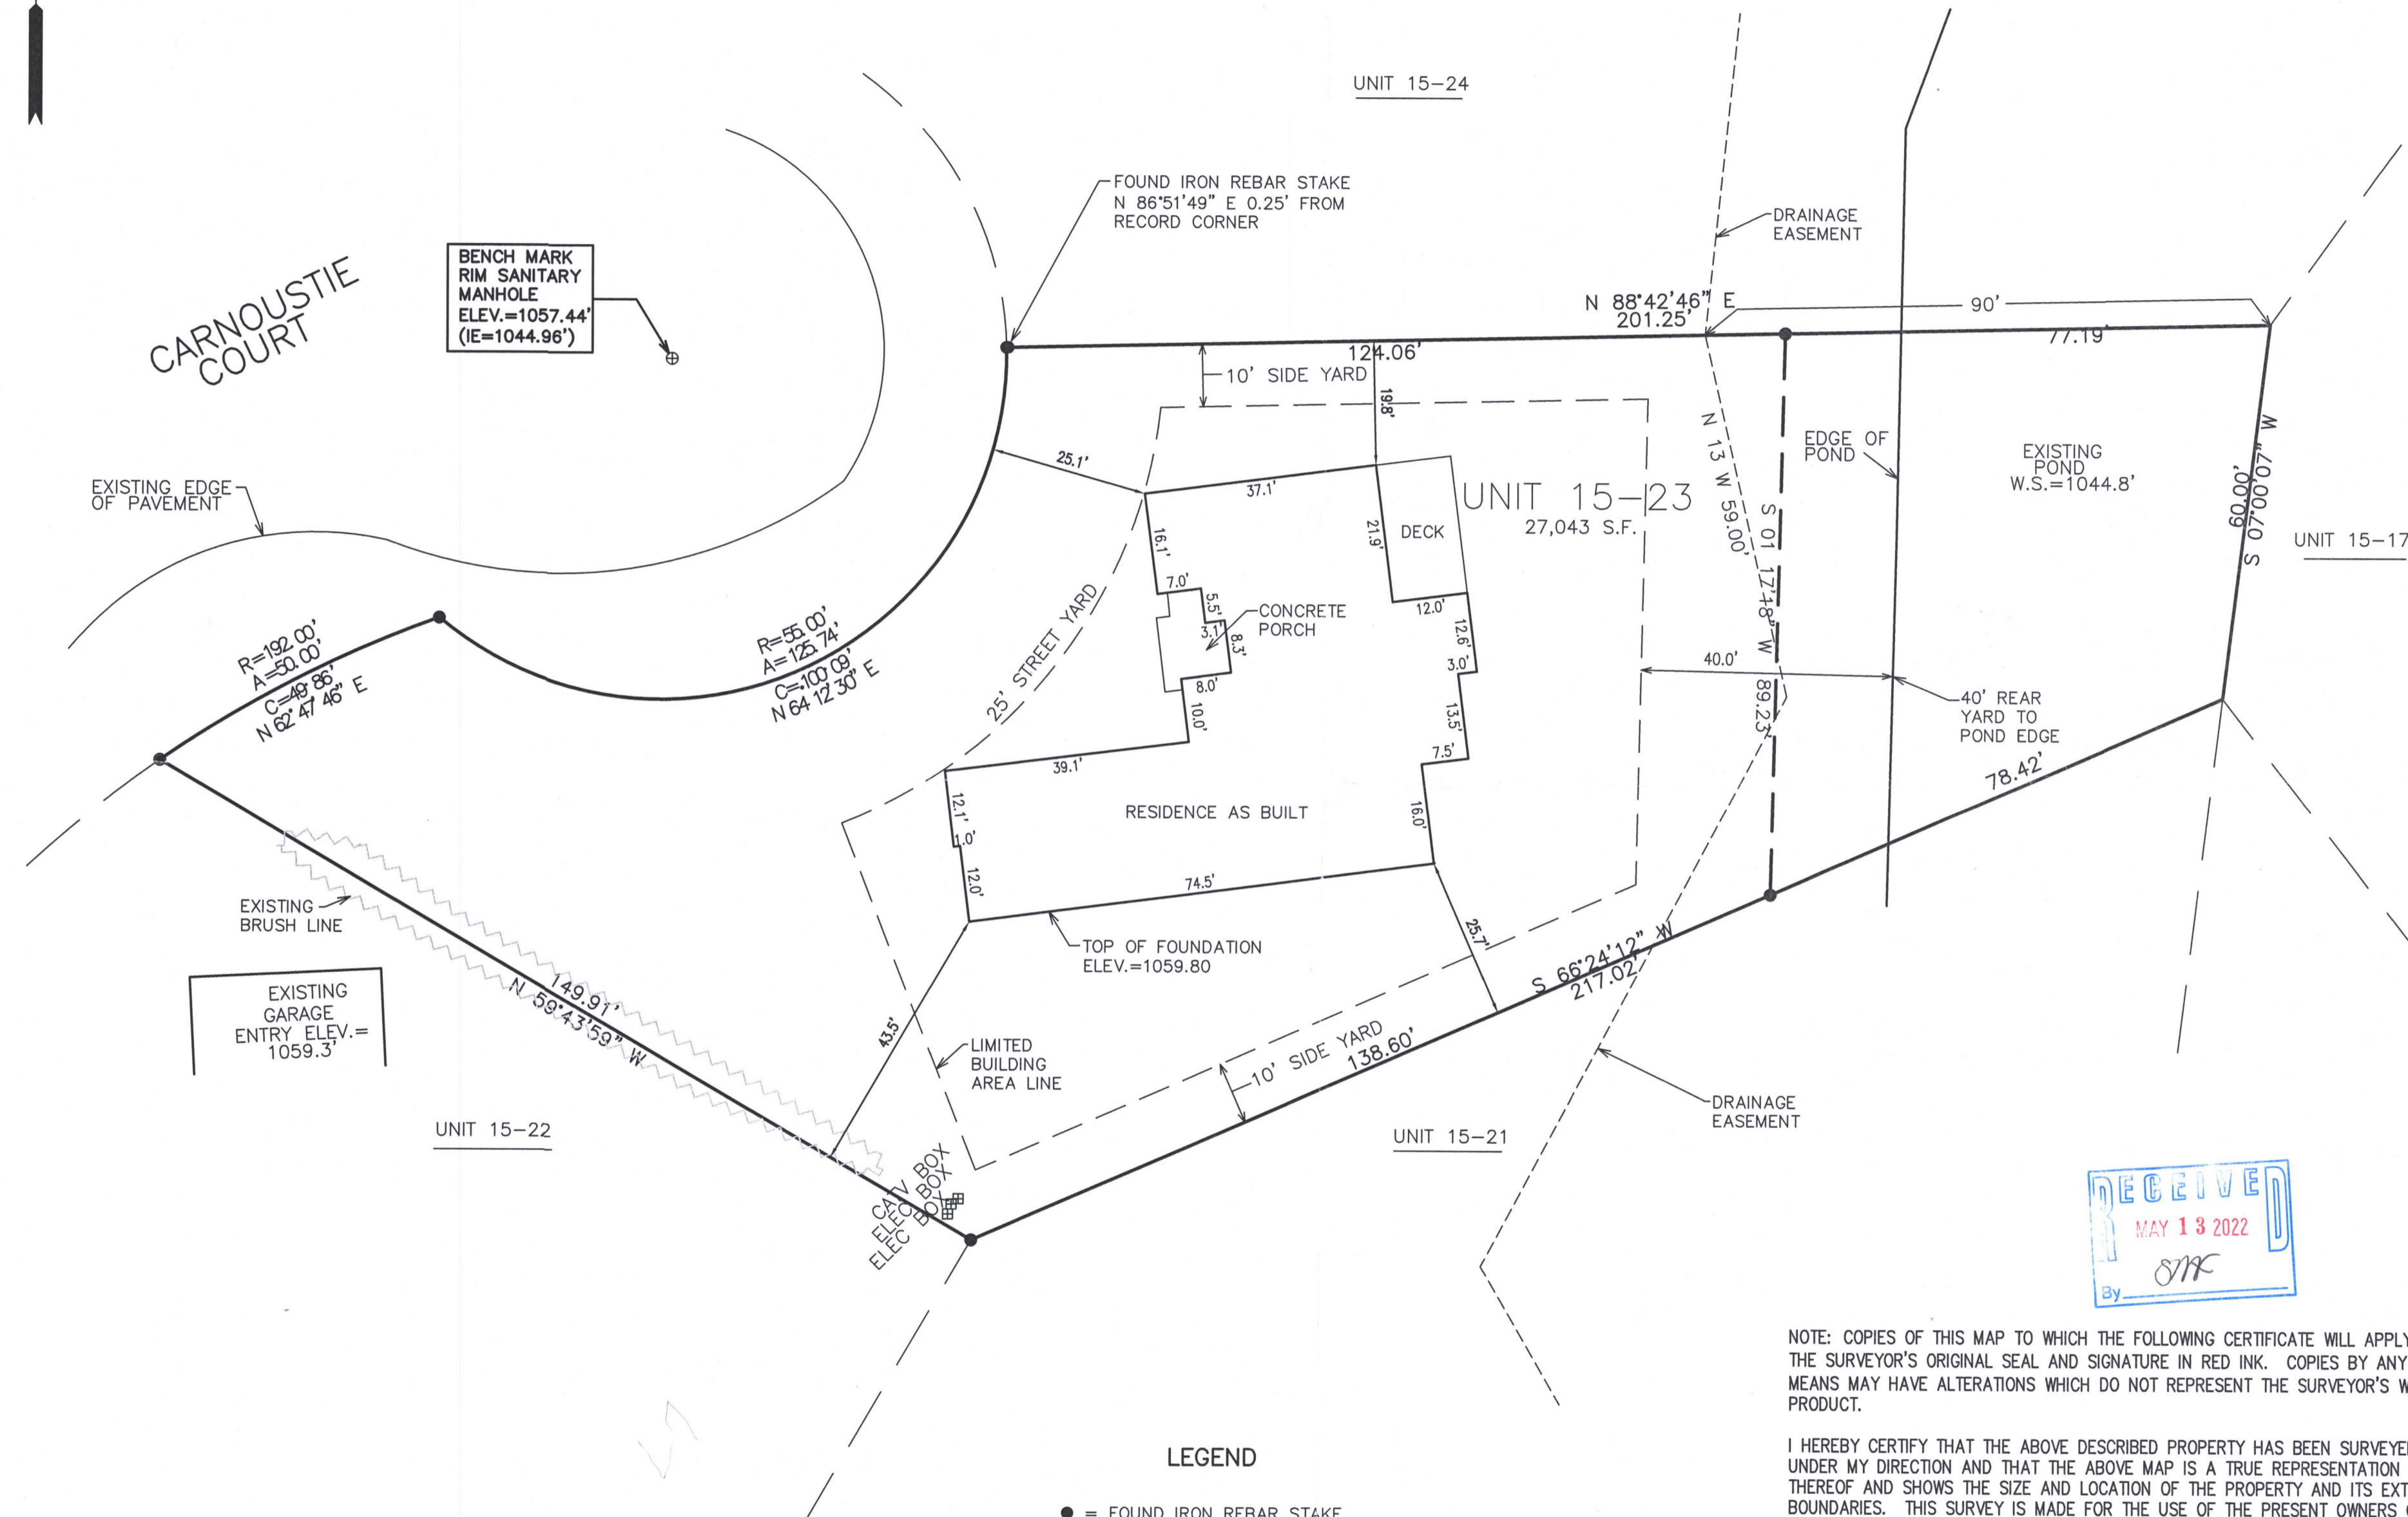 UNIT 15-24
FOUND IRON REBAR STAKE
N 86°51'49" E 0.25' FROM
RECORD CORNER
DRAINAGE
EASEMENT
CARNOUSTIE
COURT
BENCH MARK
RIM SANITARY
MANHOLE
ELEV.=1057.44'
(IE=1044.96')
N 88°42'46" E
201.25'
90'
124.06'
77.19'
10' SIDE YARD
19.8'
EXISTING EDGE
OF PAVEMENT
25.1'
37.1'
UNIT 15-23
27,043 S.F.
N 13 W 59.00'
S 01 17'18" W 89.23'
EDGE OF
POND
EXISTING
POND
W.S.=1044.8'
60.00'
S 07°00'07" W
UNIT 15-17
16.1'
21.9'
DECK
7.0'
5.5'
3.1'
8.3'
CONCRETE
PORCH
12.0'
12.6'
3.0'
8.0'
10.0'
13.5'
7.5'
16.0'
40.0'
40' REAR
YARD TO
POND EDGE
R=192.00'
A=50.00'
C=49.86'
N 62°47'46" E
R=55.00'
A=125.74'
C=100.09'
N 64 12'30" E
25' STREET YARD
39.1'
12.1'
1.0'
12.0'
RESIDENCE AS BUILT
74.5'
78.42'
EXISTING
BRUSH LINE
TOP OF FOUNDATION
ELEV.=1059.80
25.7'
S 66°24'12" W
217.02'
EXISTING
GARAGE
ENTRY ELEV.=
1059.3'
149.91'
N 59°43'59" W
43.5'
LIMITED
BUILDING
AREA LINE
10' SIDE YARD
138.60'
DRAINAGE
EASEMENT
UNIT 15-22
UNIT 15-21
CATV BOX
ELEC BOX
ELEC BOX
RECEIVED
MAY 13 2022
By
NOTE: COPIES OF THIS MAP TO WHICH THE FOLLOWING CERTIFICATE WILL APPLY
THE SURVEYOR'S ORIGINAL SEAL AND SIGNATURE IN RED INK. COPIES BY ANY
MEANS MAY HAVE ALTERATIONS WHICH DO NOT REPRESENT THE SURVEYOR'S W
PRODUCT.
I HEREBY CERTIFY THAT THE ABOVE DESCRIBED PROPERTY HAS BEEN SURVEYE
UNDER MY DIRECTION AND THAT THE ABOVE MAP IS A TRUE REPRESENTATION
THEREOF AND SHOWS THE SIZE AND LOCATION OF THE PROPERTY AND ITS EXT
BOUNDARIES. THIS SURVEY IS MADE FOR THE USE OF THE PRESENT OWNERS
LEGEND
= FOUND IRON REBAR STAKE